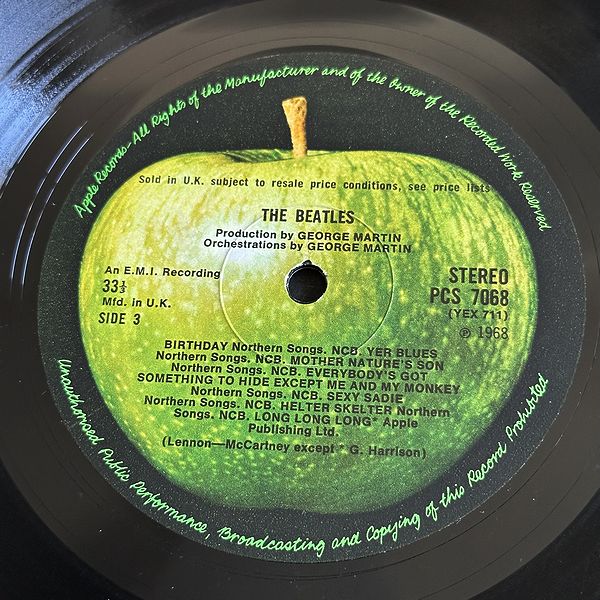 Apple Records–All Rights of the Manufacturer and of the Owner of the Recorded Work Reserved
Sold in U.K. subject to resale price conditions, see price lists
THE BEATLES
Production by GEORGE MARTIN
Orchestrations by GEORGE MARTIN
An E.M.I. Recording
33⅓
Mfd. in U.K.
SIDE 3
STEREO
PCS 7068
(YEX 711)
℗ 1968
BIRTHDAY Northern Songs. NCB. YER BLUES
Northern Songs. NCB. MOTHER NATURE'S SON
Northern Songs. NCB. EVERYBODY'S GOT
SOMETHING TO HIDE EXCEPT ME AND MY MONKEY
Northern Songs. NCB. SEXY SADIE
Northern Songs. NCB. HELTER SKELTER Northern
Songs. NCB. LONG LONG LONG* Apple
Publishing Ltd.
(Lennon—McCartney except * G. Harrison)
Unauthorised Public Performance, Broadcasting and Copying of this Record Prohibited